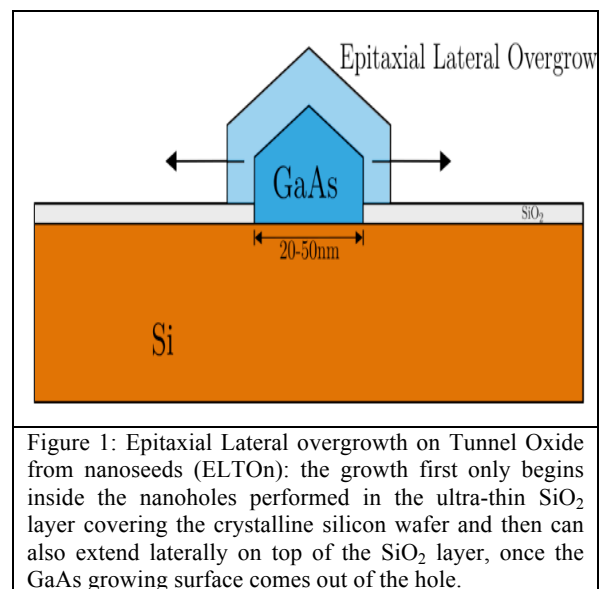 Epitaxial Lateral Overgrow
GaAs
SiO₂
20-50nm
Si
Figure 1: Epitaxial Lateral overgrowth on Tunnel Oxide
from nanoseeds (ELTOn): the growth first only begins
inside the nanoholes performed in the ultra-thin SiO₂
layer covering the crystalline silicon wafer and then can
also extend laterally on top of the SiO₂ layer, once the
GaAs growing surface comes out of the hole.